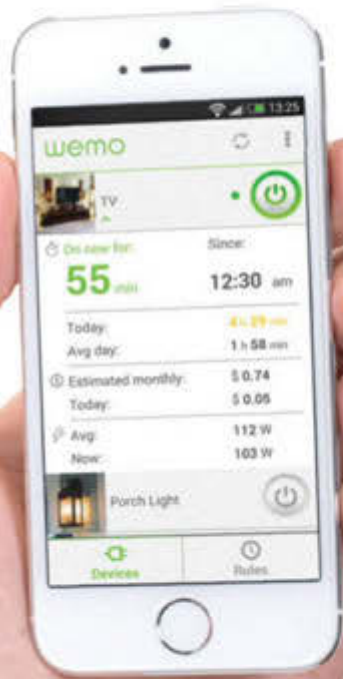 13:25
wemo
TV
On now for: Since:
55 min 12:30 am
Today: 4 h 29 min
Avg day: 1 h 58 min
Estimated monthly: $ 0.74
Today: $ 0.05
Avg: 112 W
Now: 103 W
Porch Light
Devices Rules